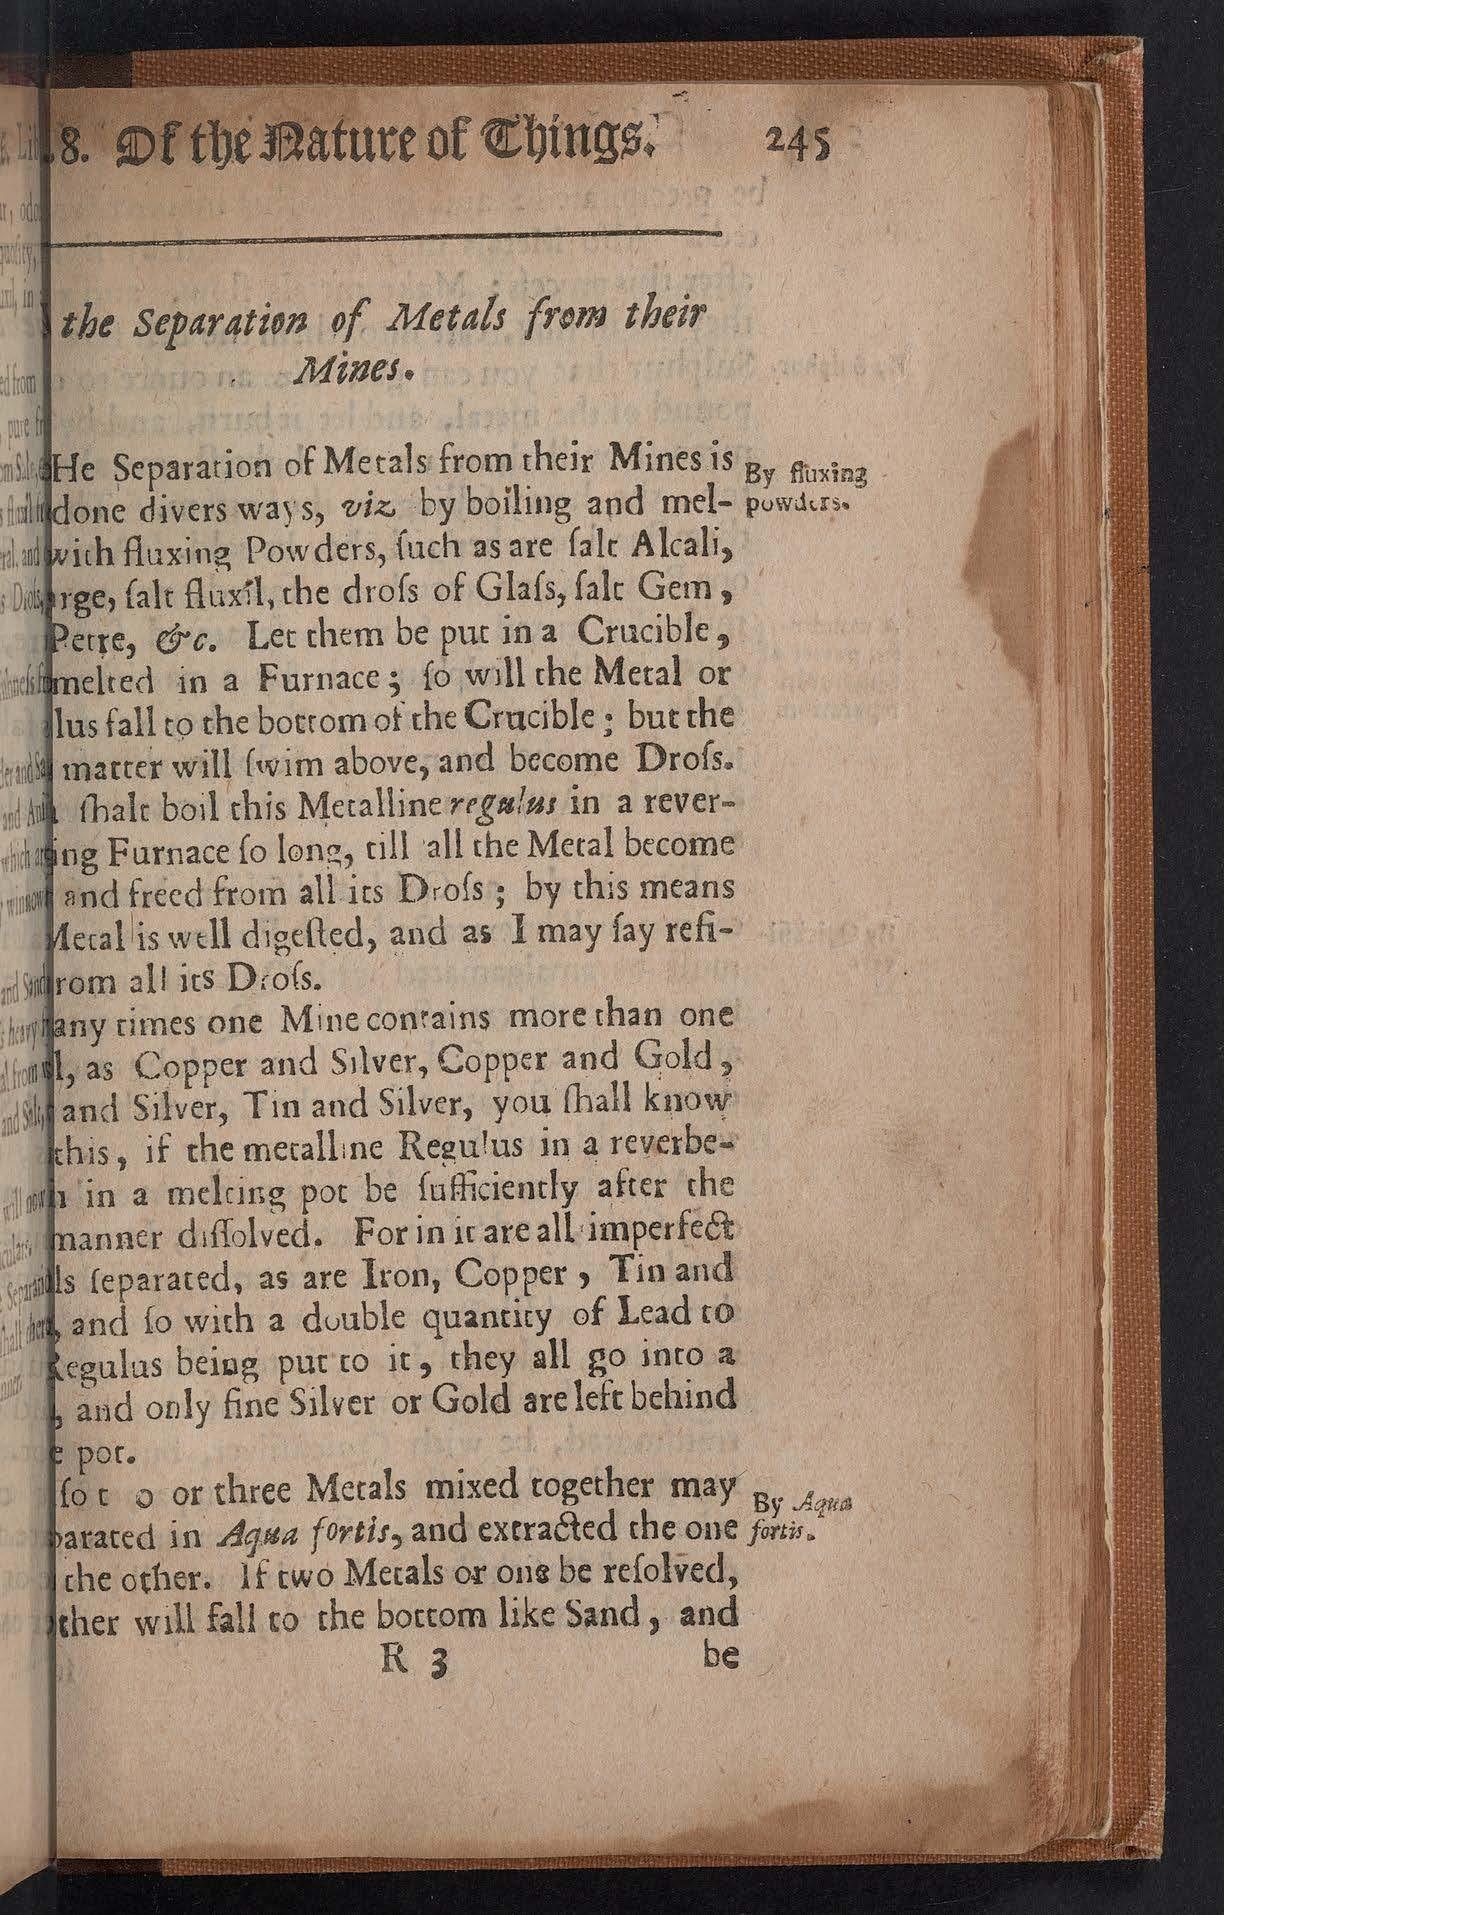 8. Of the Nature of Things. 245
the Separation of Metals from their
Mines.
He Separation of Metals from their Mines is
By fluxing
powders.
done divers ways, viz by boiling and mel-
with fluxing Powders, ſuch as are ſalt Alcali,
rge, ſalt fluxil, the droſs of Glaſs, ſalt Gem,
Petre, &c. Let them be put in a Crucible,
melted in a Furnace; ſo will the Metal or
lus fall to the bottom of the Crucible; but the
matter will ſwim above, and become Droſs.
ſhalt boil this Metalline regulus in a rever-
ing Furnace ſo long, till all the Metal become
and freed from all its Droſs; by this means
Metal is well digeſted, and as I may ſay refi-
rom all its Droſs.
any times one Mine contains more than one
l, as Copper and Silver, Copper and Gold,
and Silver, Tin and Silver, you ſhall know
this, if the metalline Regulus in a reverbe-
in a melting pot be ſufficiently after the
manner diſſolved. For in it are all imperfect
ls ſeparated, as are Iron, Copper, Tin and
, and ſo with a double quantity of Lead to
Regulus being put to it, they all go into a
, and only fine Silver or Gold are left behind
pot.
ſo t o or three Metals mixed together may
By Aqua
fortis.
parated in Aqua fortis, and extracted the one
the other. If two Metals or one be reſolved,
ther will fall to the bottom like Sand, and
R 3 be